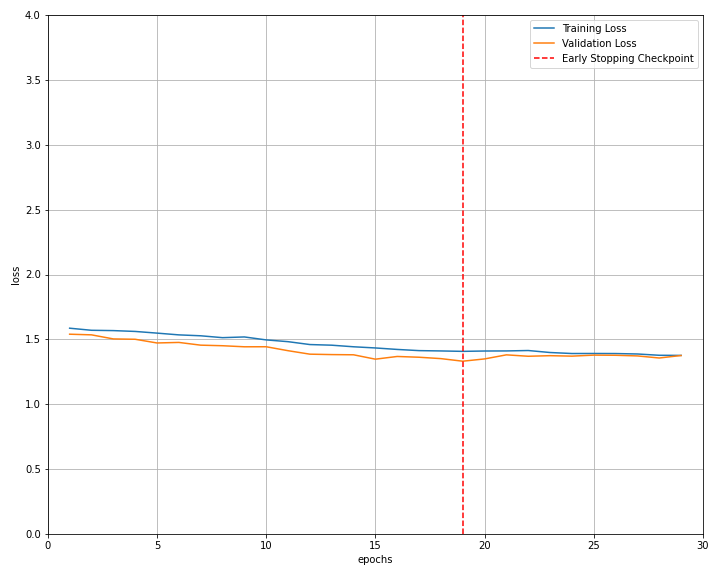 4.0
3.5
3.0
2.5
2.0
1.5
1.0
0.5
0.0
loss
0 5 10 15 20 25 30
epochs
Training Loss
Validation Loss
Early Stopping Checkpoint